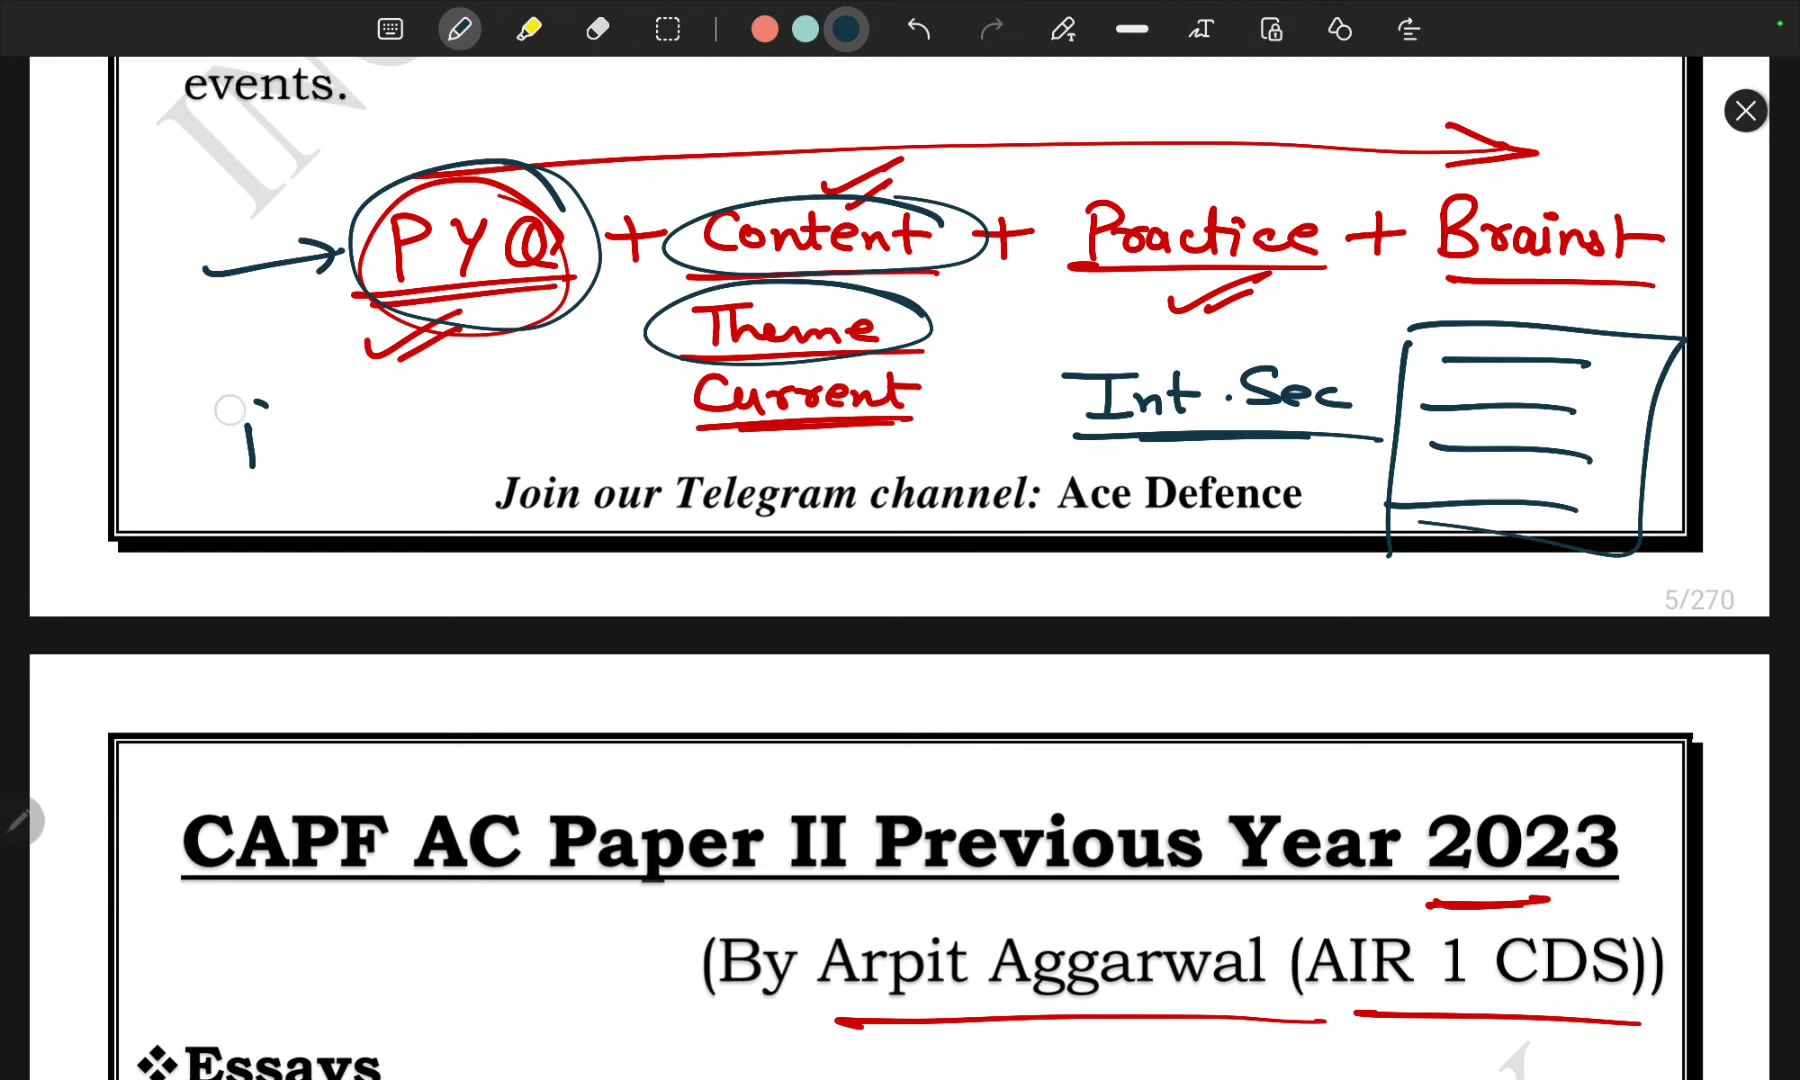 events.
PYQ + Content + Practice + Brainst
Theme
Current
Int. Sec
i
Join our Telegram channel: Ace Defence
5/270
CAPF AC Paper II Previous Year 2023
(By Arpit Aggarwal (AIR 1 CDS))
❖Essays